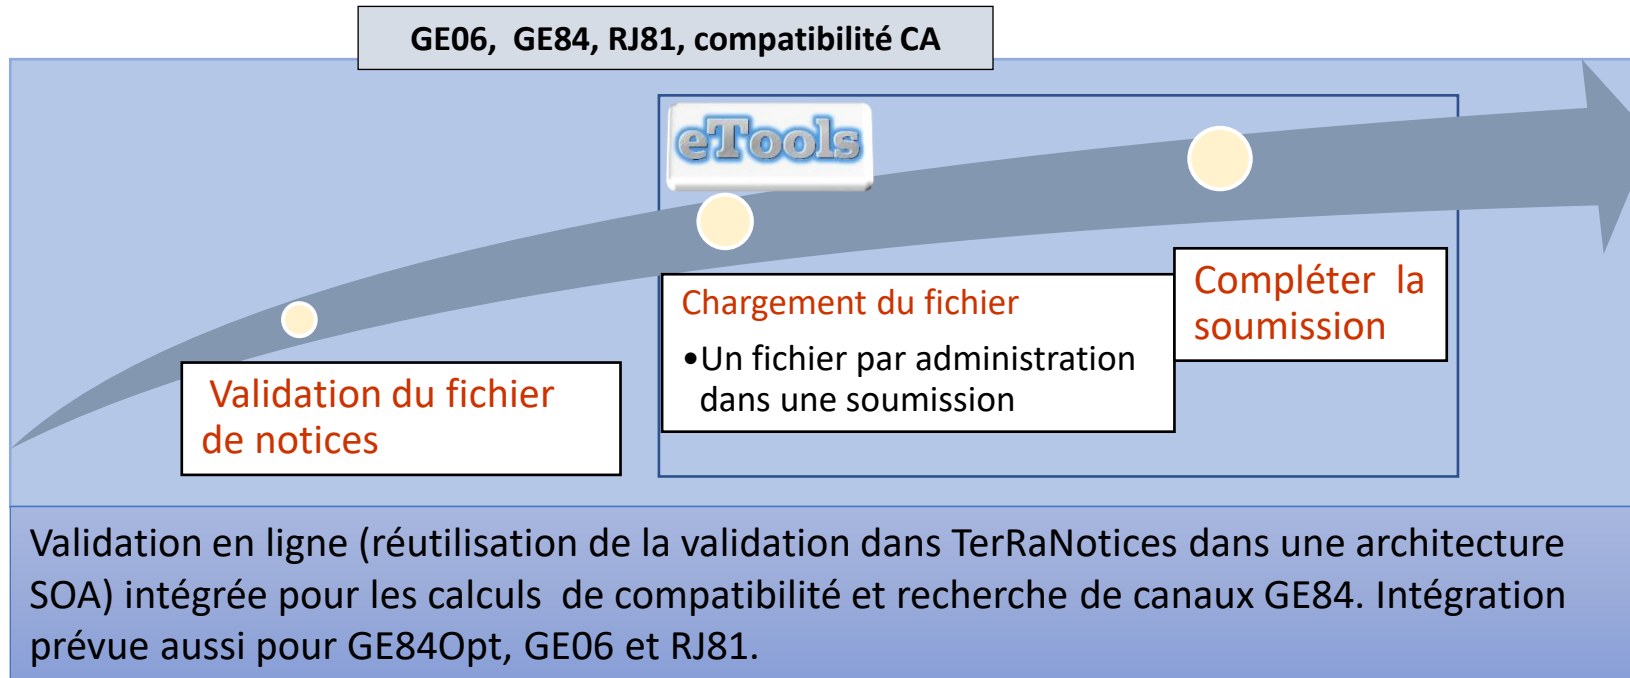 GE06, GE84, RJ81, compatibilité CA
eTools
Validation du fichier
de notices
Chargement du fichier
•Un fichier par administration
dans une soumission
Compléter la
soumission
Validation en ligne (réutilisation de la validation dans TerRaNotices dans une architecture
SOA) intégrée pour les calculs de compatibilité et recherche de canaux GE84. Intégration
prévue aussi pour GE84Opt, GE06 et RJ81.